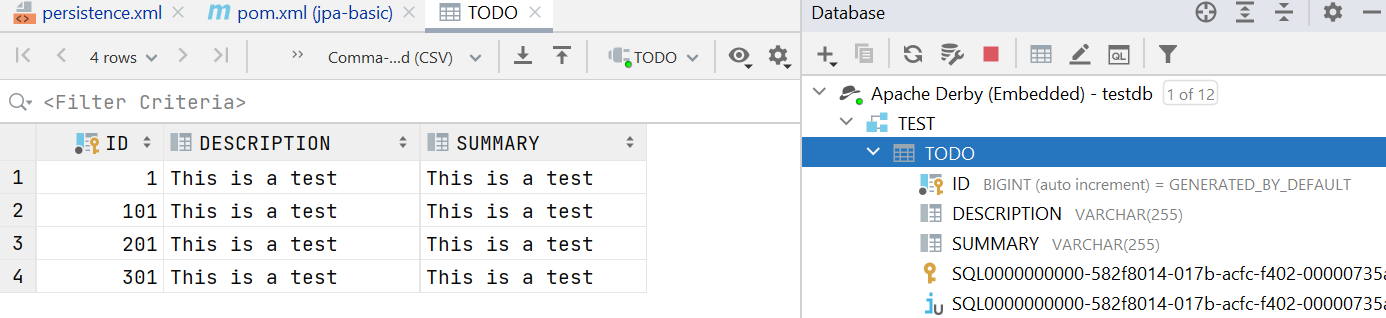 persistence.xml pom.xml (jpa-basic) TODO
4 rows Comma-...d (CSV) TODO
<Filter Criteria>
ID DESCRIPTION SUMMARY
1 1 This is a test This is a test
2 101 This is a test This is a test
3 201 This is a test This is a test
4 301 This is a test This is a test
Database
QL
Apache Derby (Embedded) - testdb 1 of 12
TEST
TODO
ID BIGINT (auto increment) = GENERATED_BY_DEFAULT
DESCRIPTION VARCHAR(255)
SUMMARY VARCHAR(255)
SQL0000000000-582f8014-017b-acfc-f402-00000735a
SQL0000000000-582f8014-017b-acfc-f402-00000735a